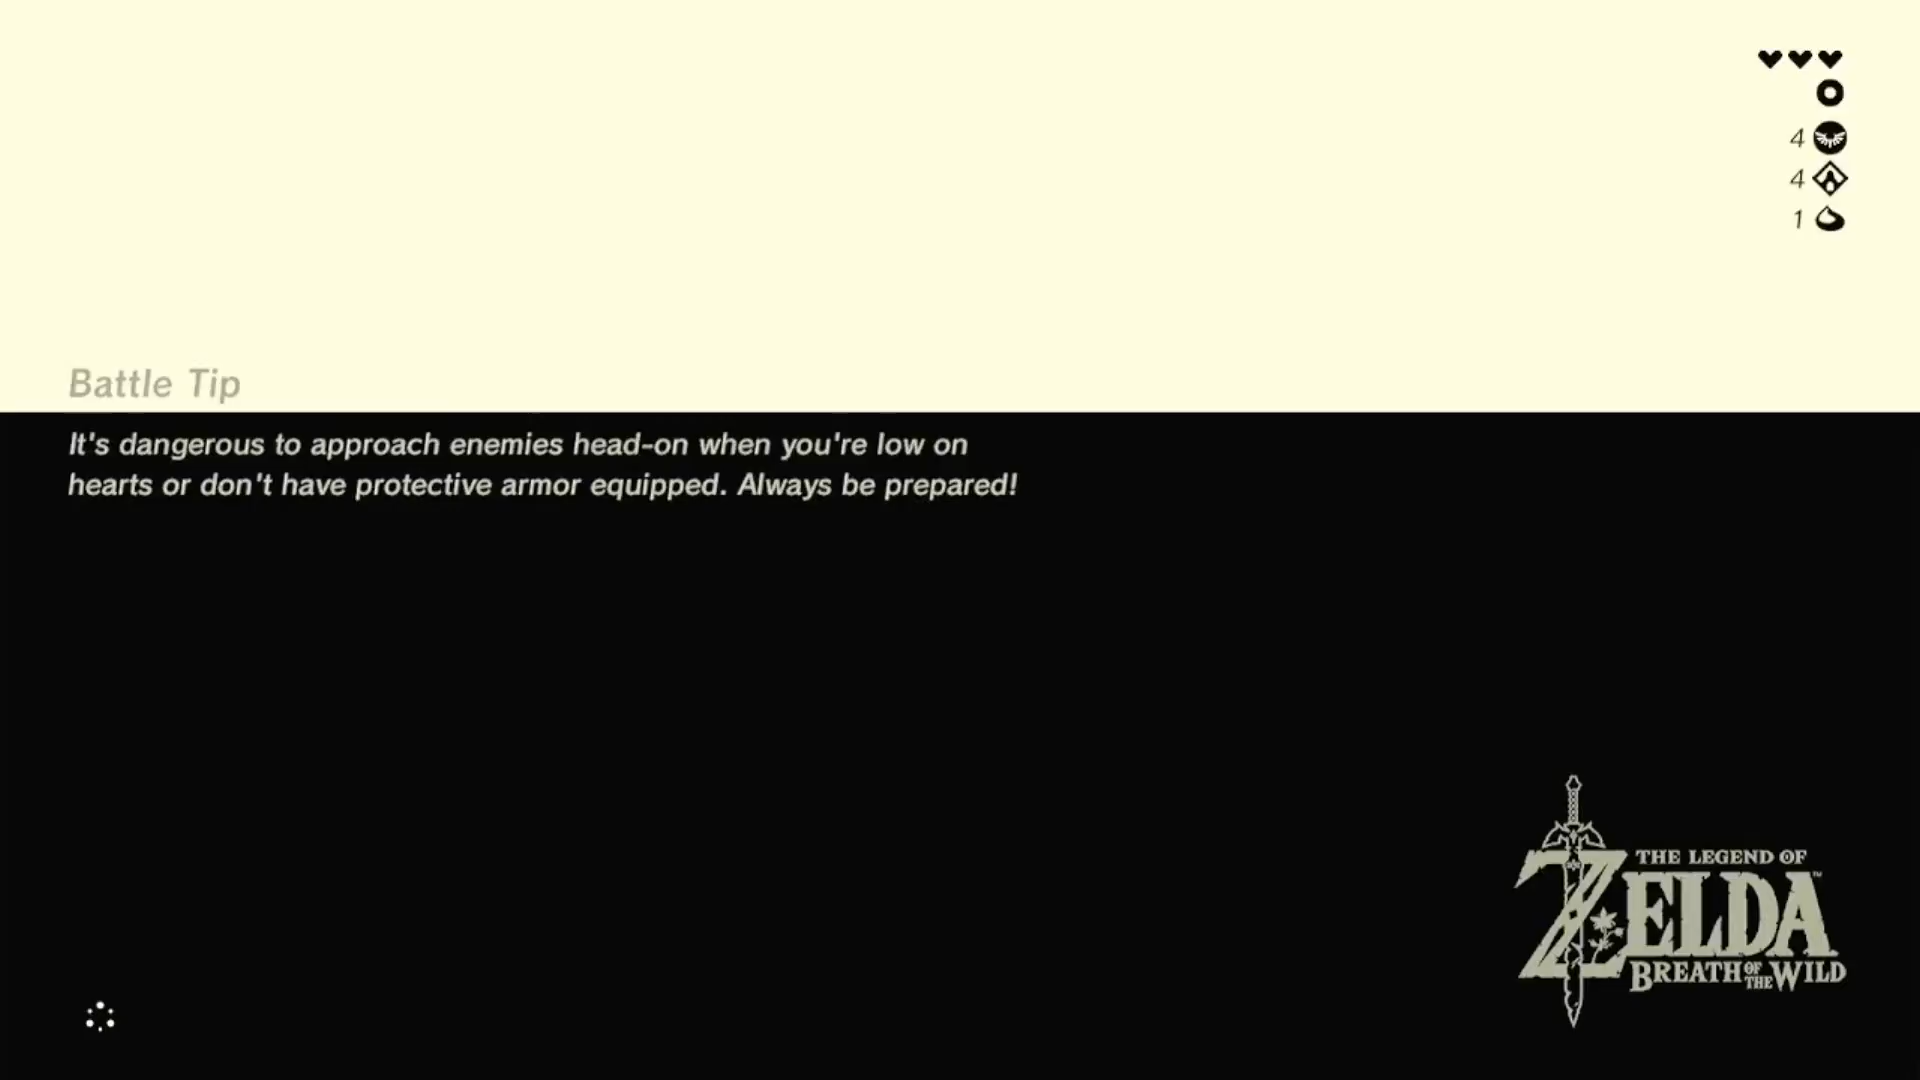 4
4
1
Battle Tip
It's dangerous to approach enemies head-on when you're low on
hearts or don't have protective armor equipped. Always be prepared!
THE LEGEND OF
ZELDA™
BREATH OF THE WILD